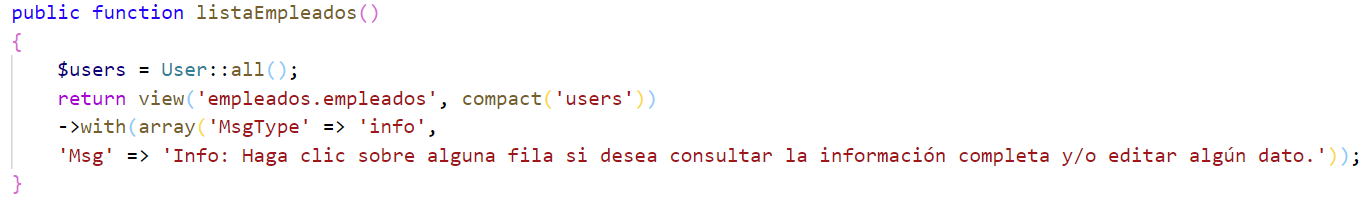 public function listaEmpleados()
{
$users = User::all();
return view('empleados.empleados', compact('users'))
->with(array('MsgType' => 'info',
'Msg' => 'Info: Haga clic sobre alguna fila si desea consultar la información completa y/o editar algún dato.'));
}